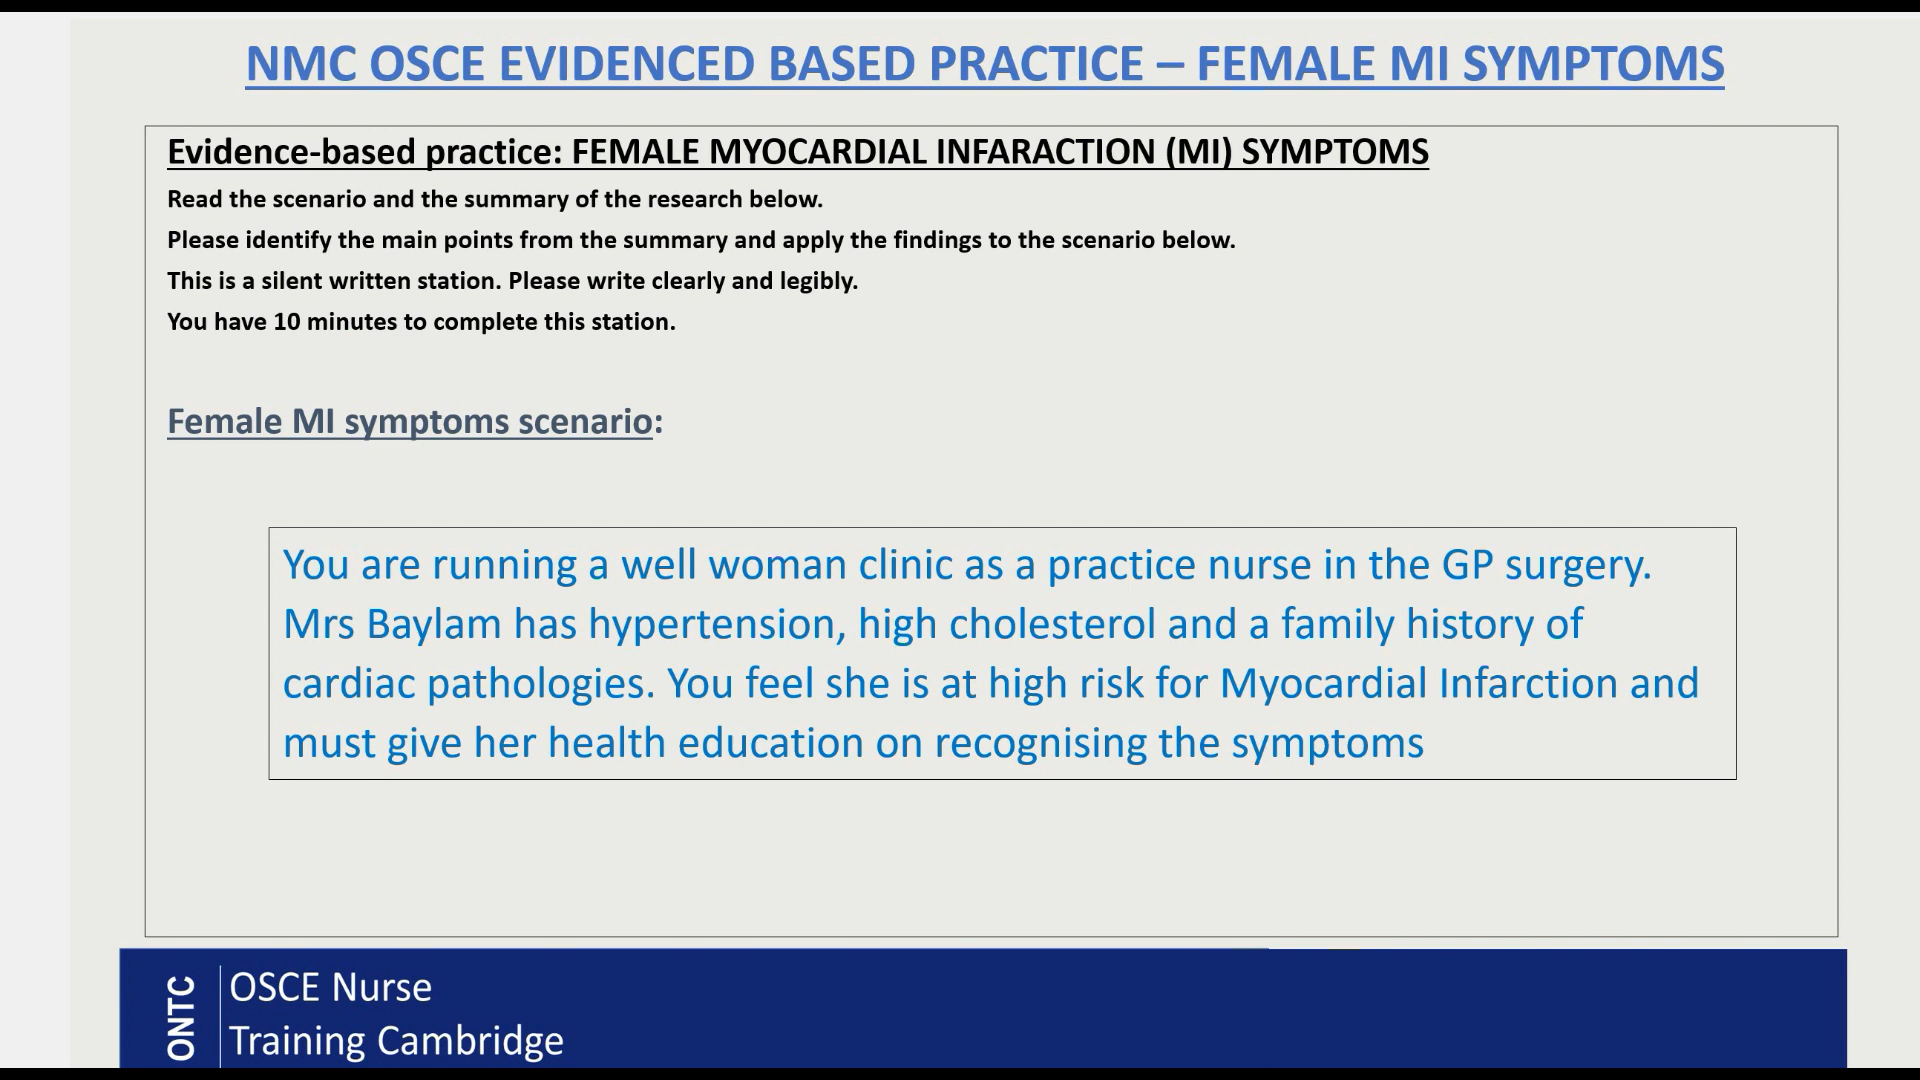 NMC OSCE EVIDENCED BASED PRACTICE – FEMALE MI SYMPTOMS
Evidence-based practice: FEMALE MYOCARDIAL INFARACTION (MI) SYMPTOMS
Read the scenario and the summary of the research below.
Please identify the main points from the summary and apply the findings to the scenario below.
This is a silent written station. Please write clearly and legibly.
You have 10 minutes to complete this station.
Female MI symptoms scenario:
You are running a well woman clinic as a practice nurse in the GP surgery.
Mrs Baylam has hypertension, high cholesterol and a family history of
cardiac pathologies. You feel she is at high risk for Myocardial Infarction and
must give her health education on recognising the symptoms
ONTC
OSCE Nurse
Training Cambridge